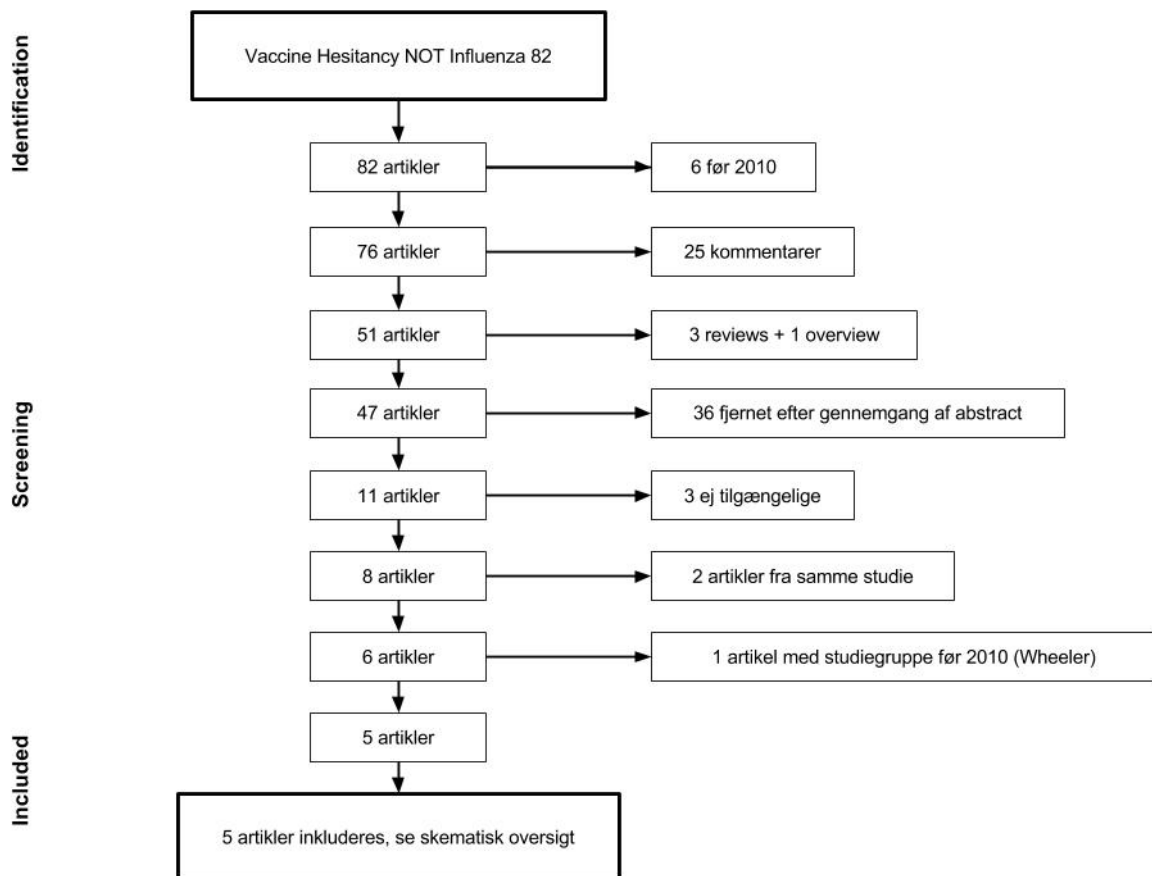 Identification
Vaccine Hesitancy NOT Influenza 82
82 artikler
6 før 2010
76 artikler
25 kommentarer
51 artikler
3 reviews + 1 overview
Screening
47 artikler
36 fjernet efter gennemgang af abstract
11 artikler
3 ej tilgængelige
8 artikler
2 artikler fra samme studie
6 artikler
1 artikel med studiegruppe før 2010 (Wheeler)
Included
5 artikler
5 artikler inkluderes, se skematisk oversigt